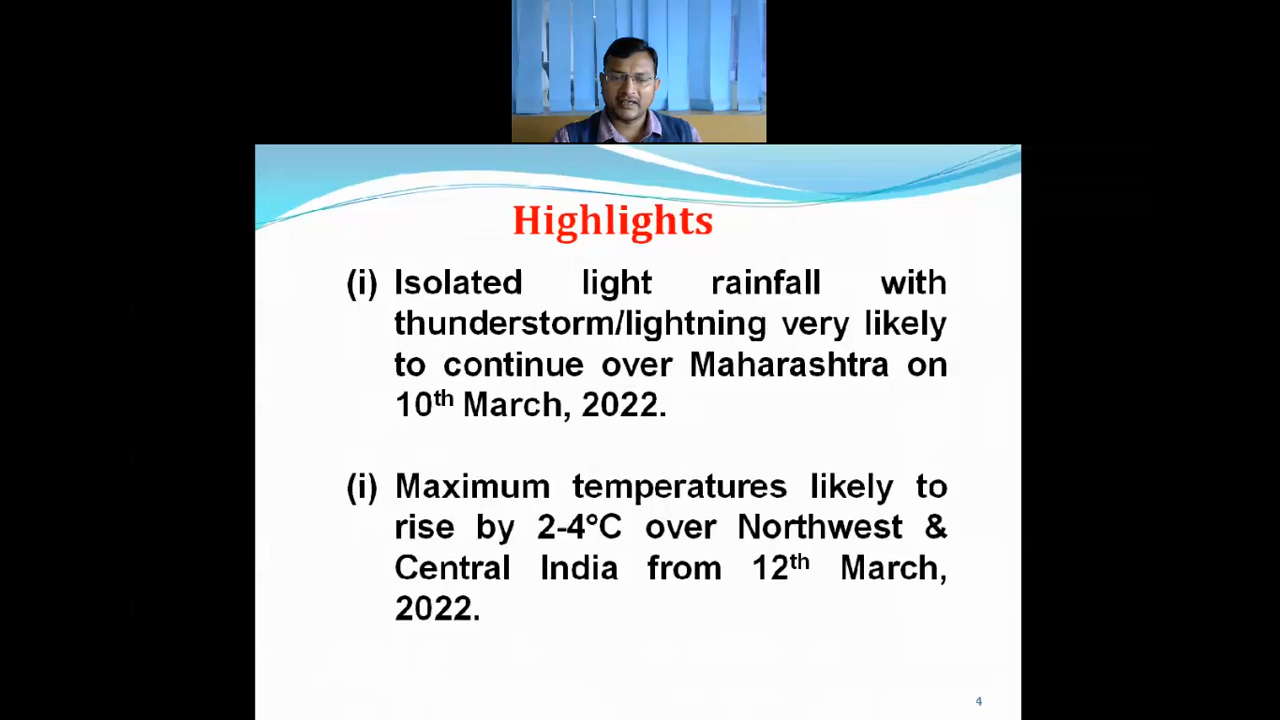 Highlights
(i) Isolated light rainfall with
thunderstorm/lightning very likely
to continue over Maharashtra on
10th March, 2022.
(i) Maximum temperatures likely to
rise by 2-4°C over Northwest &
Central India from 12th March,
2022.
4